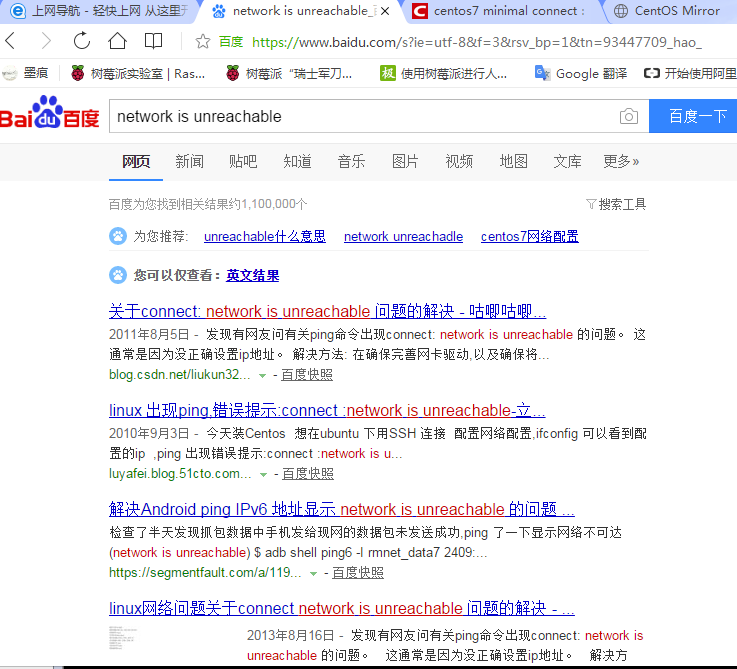 上网导航 - 轻快上网 从这里开 network is unreachable_百 centos7 minimal connect : CentOS Mirror
百度 https://www.baidu.com/s?ie=utf-8&f=3&rsv_bp=1&tn=93447709_hao_
墨痕 树莓派实验室 | Ras... 树莓派 “瑞士军刀... 极 使用树莓派进行人... Google 翻译 开始使用阿里
Bai du 百度 network is unreachable 百度一下
网页 新闻 贴吧 知道 音乐 图片 视频 地图 文库 更多»
百度为您找到相关结果约1,100,000个 搜索工具
为您推荐: unreachable什么意思 network unreachadle centos7网络配置
您可以仅查看：英文结果
关于connect: network is unreachable 问题的解决 - 咕唧咕唧...
2011年8月5日 - 发现有网友问有关ping命令出现connect: network is unreachable 的问题。 这
通常是因为没正确设置ip地址。 解决方法: 在确保完善网卡驱动,以及确保将...
blog.csdn.net/liukun32... - 百度快照
linux 出现ping,错误提示:connect :network is unreachable-立...
2010年9月3日 - 今天装Centos 想在ubuntu 下用SSH 连接 配置网络配置,ifconfig 可以看到配
置的ip ,ping 出现错误提示:connect :network is u...
luyafei.blog.51cto.com... - 百度快照
解决Android ping IPv6 地址显示 network is unreachable 的问题 ...
检查了半天发现抓包数据中手机发给现网的数据包未发送成功,ping 了一下显示网络不可达
(network is unreachable) $ adb shell ping6 -I rmnet_data7 2409:...
https://segmentfault.com/a/119... - 百度快照
linux网络问题关于connect network is unreachable 问题的解决 - ...
2013年8月16日 - 发现有网友问有关ping命令出现connect: network is
unreachable 的问题。 这通常是因为没正确设置ip地址。 解决方